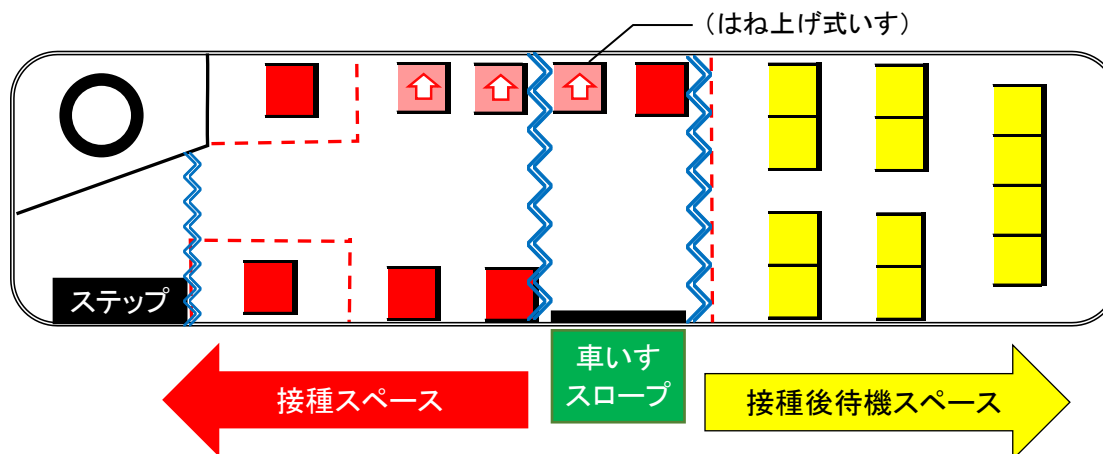 （はね上げ式いす）
ステップ
車いす
スロープ
接種スペース
接種後待機スペース